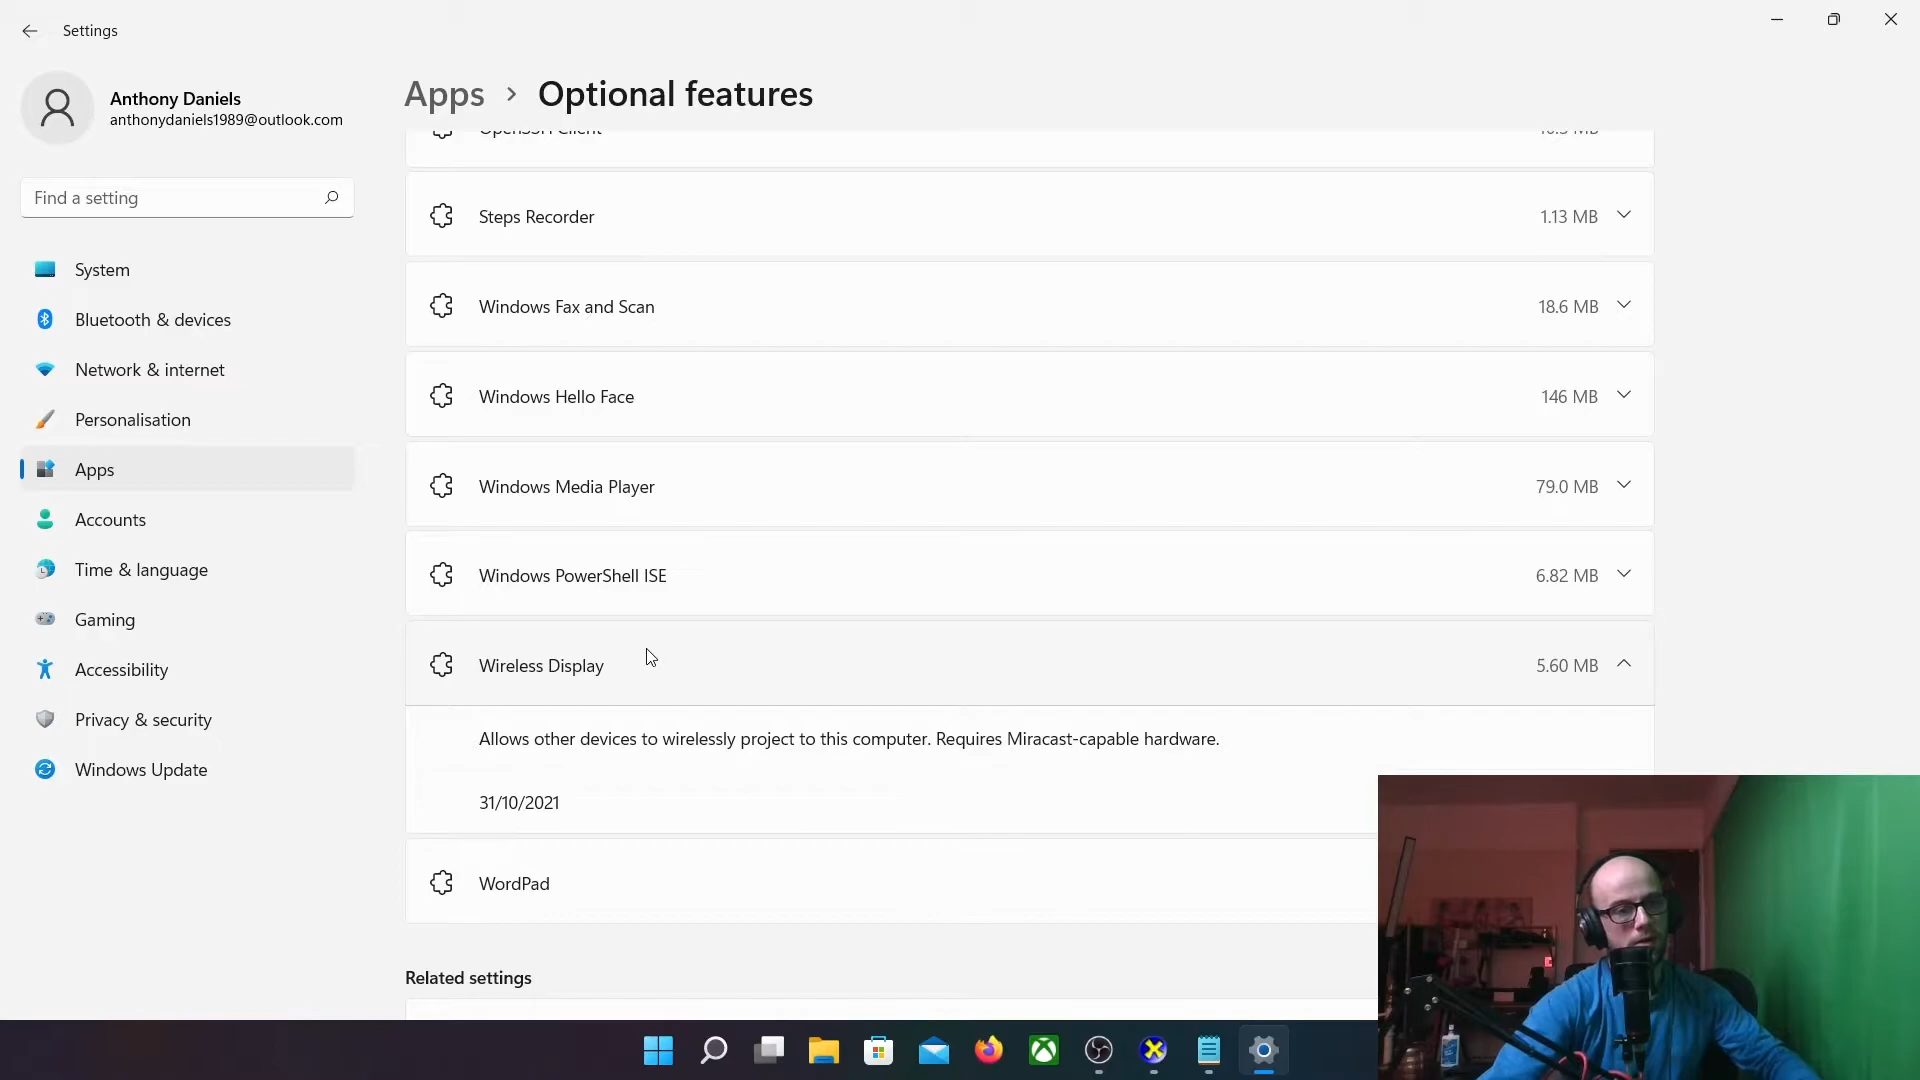 Settings
Anthony Daniels
anthonydaniels1989@outlook.com
Find a setting
System
Bluetooth & devices
Network & internet
Personalisation
Apps
Accounts
Time & language
Gaming
Accessibility
Privacy & security
Windows Update
Apps > Optional features
OpenSSH Client
Steps Recorder 1.13 MB
Windows Fax and Scan 18.6 MB
Windows Hello Face 146 MB
Windows Media Player 79.0 MB
Windows PowerShell ISE 6.82 MB
Wireless Display 5.60 MB
Allows other devices to wirelessly project to this computer. Requires Miracast-capable hardware.
31/10/2021
WordPad
Related settings